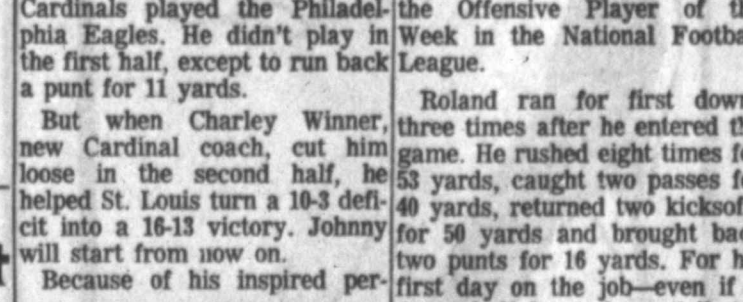 Cardinals played the Philadel-
phia Eagles. He didn't play in
the first half, except to run back
a punt for 11 yards.
But when Charley Winner,
new Cardinal coach, cut him
loose in the second half, he
helped St. Louis turn a 10-3 defi-
cit into a 16-13 victory. Johnny
will start from now on.
Because of his inspired per-
the Offensive Player of
Week in the National
League.
Roland ran for first
three times after he entered
game. He rushed eight times
53 yards, caught two passes
40 yards, returned two
for 50 yards and brought
two punts for 16 yards. For
first day on the job—even if